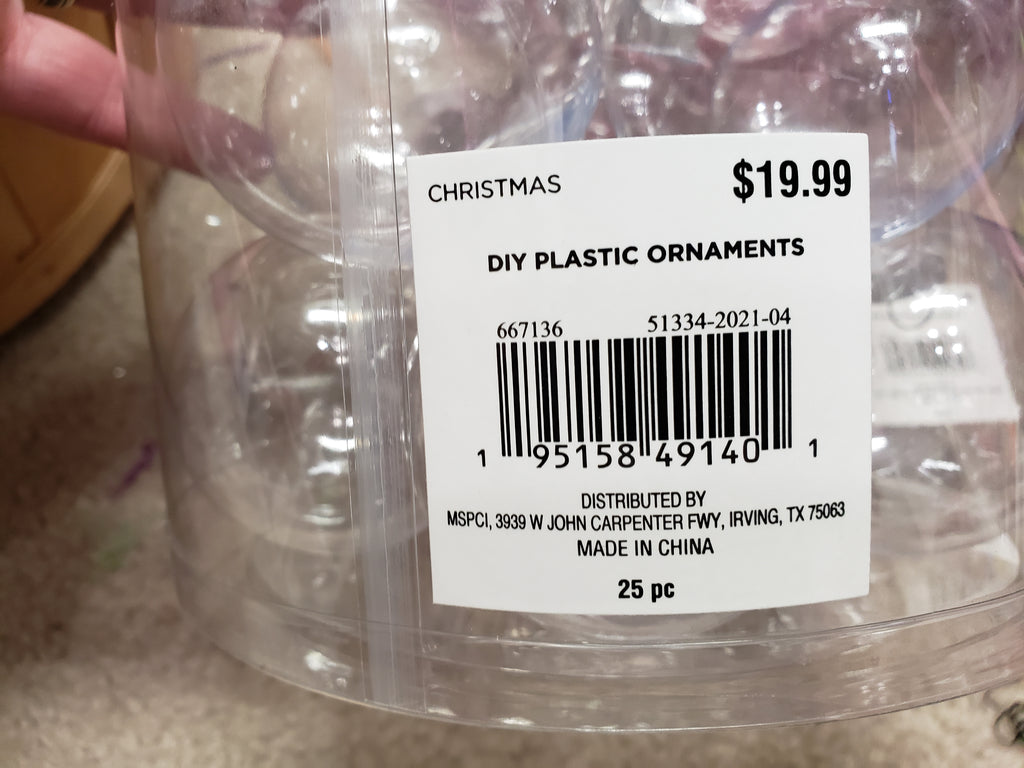 CHRISTMAS $19.99
DIY PLASTIC ORNAMENTS
667136 51334-2021-04
1 95158 49140 1
DISTRIBUTED BY
MSPCI, 3939 W JOHN CARPENTER FWY, IRVING, TX 75063
MADE IN CHINA
25 pc